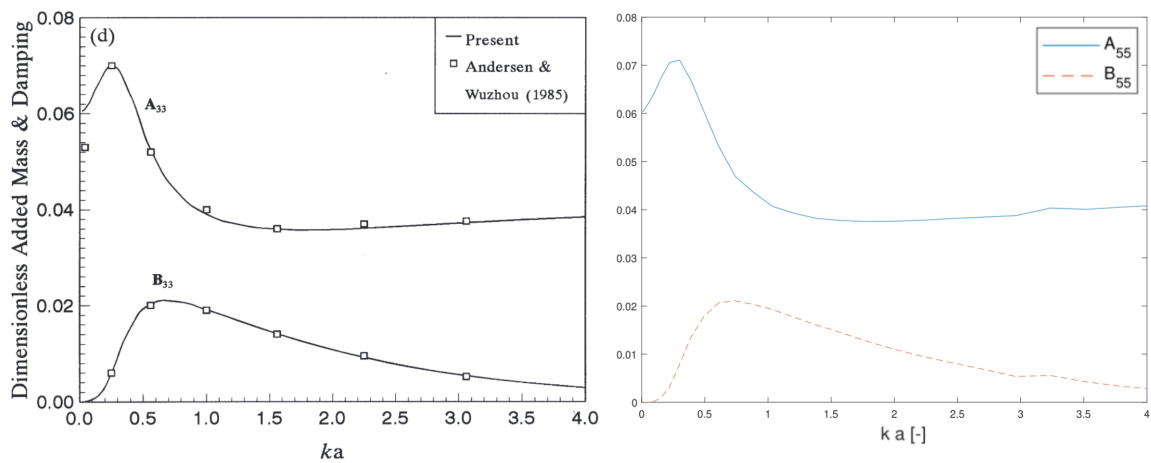 0.08
(d)
Present
Andersen &
Wuzhou (1985)
0.06
A33
0.04
B33
0.02
0.00
Dimensionless Added Mass & Damping
0.0 0.5 1.0 1.5 2.0 2.5 3.0 3.5 4.0
ka
0.08
A55
B55
0.07
0.06
0.05
0.04
0.03
0.02
0.01
0
0 0.5 1 1.5 2 2.5 3 3.5 4
k a [-]